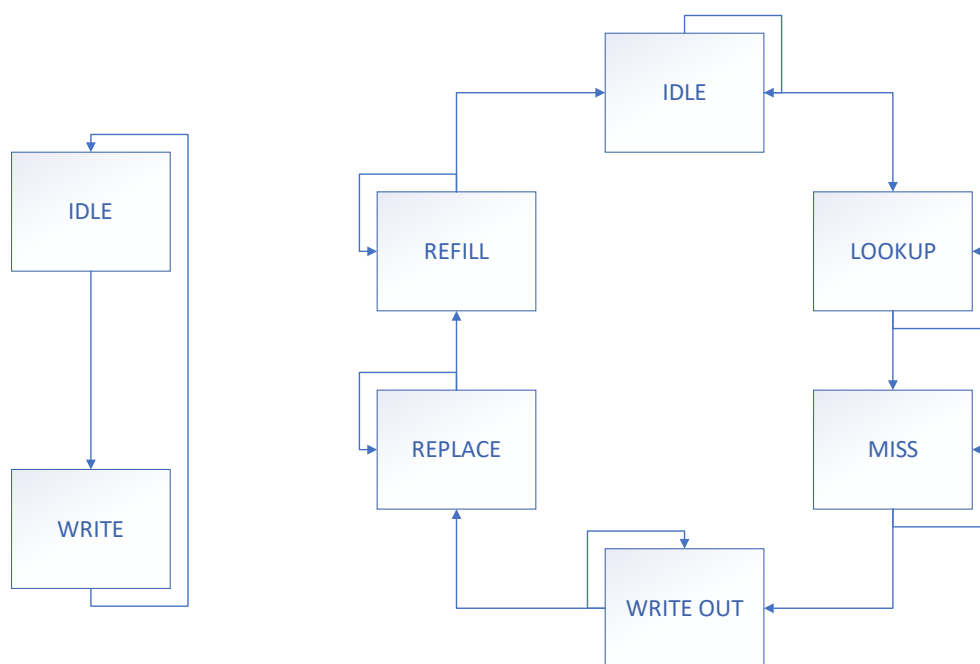 IDLE
IDLE
REFILL
LOOKUP
REPLACE
MISS
WRITE
WRITE OUT